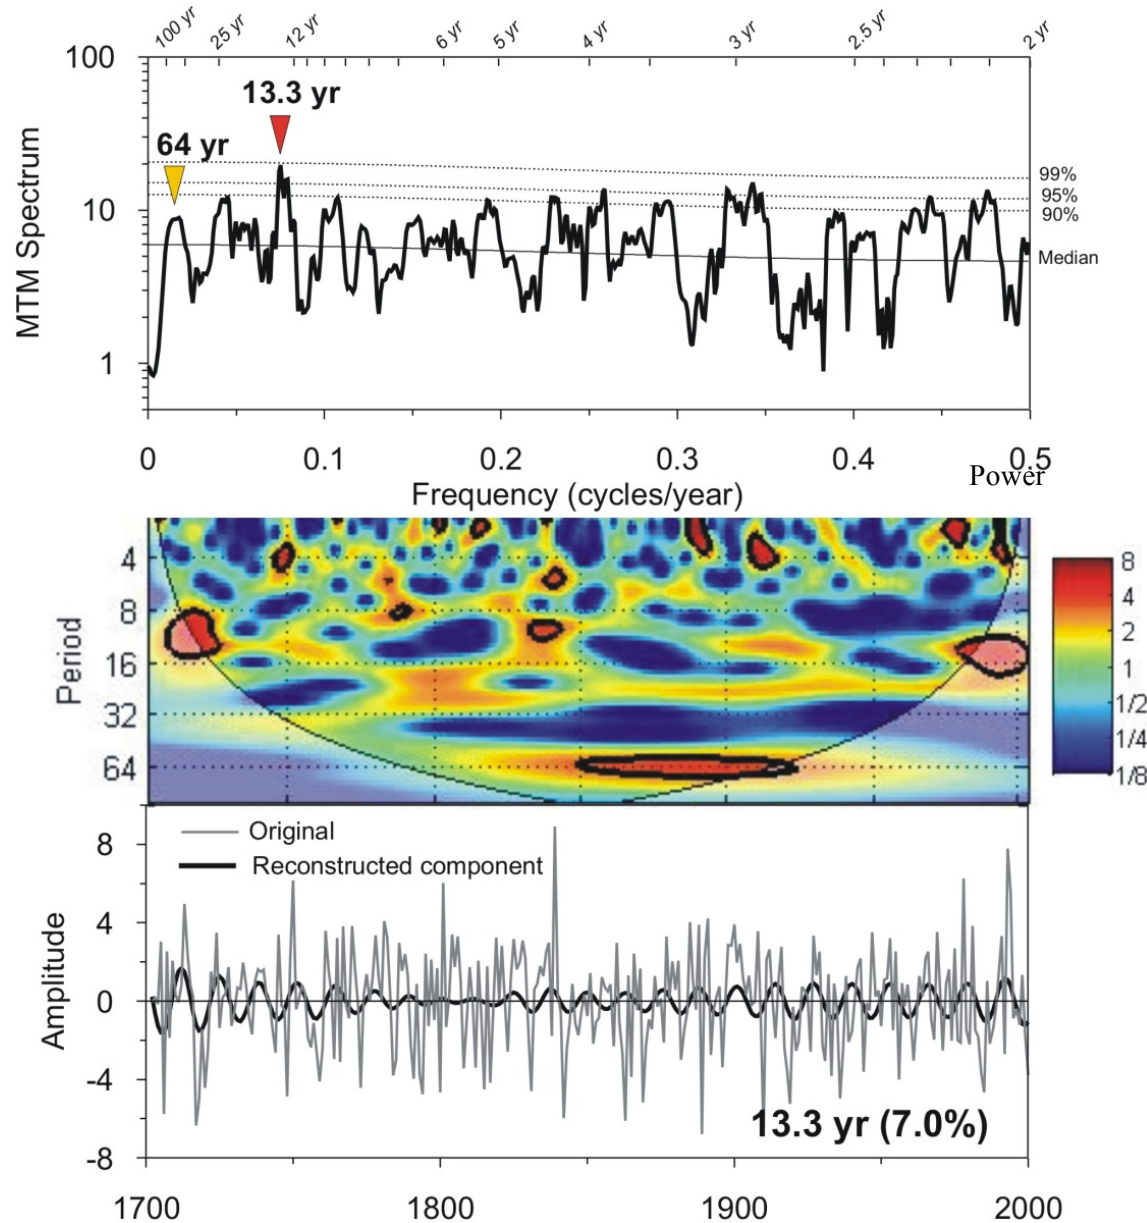 100 yr 25 yr 12 yr 6 yr 5 yr 4 yr 3 yr 2.5 yr 2 yr
100
13.3 yr
64 yr
MTM Spectrum
99%
95%
10
90%
Median
1
0 0.1 0.2 0.3 0.4 0.5
Power
Frequency (cycles/year)
4
8
16
32
64
Period
8
4
2
1
1/2
1/4
1/8
Original
Reconstructed component
8
4
0
-4
-8
Amplitude
13.3 yr (7.0%)
1700 1800 1900 2000